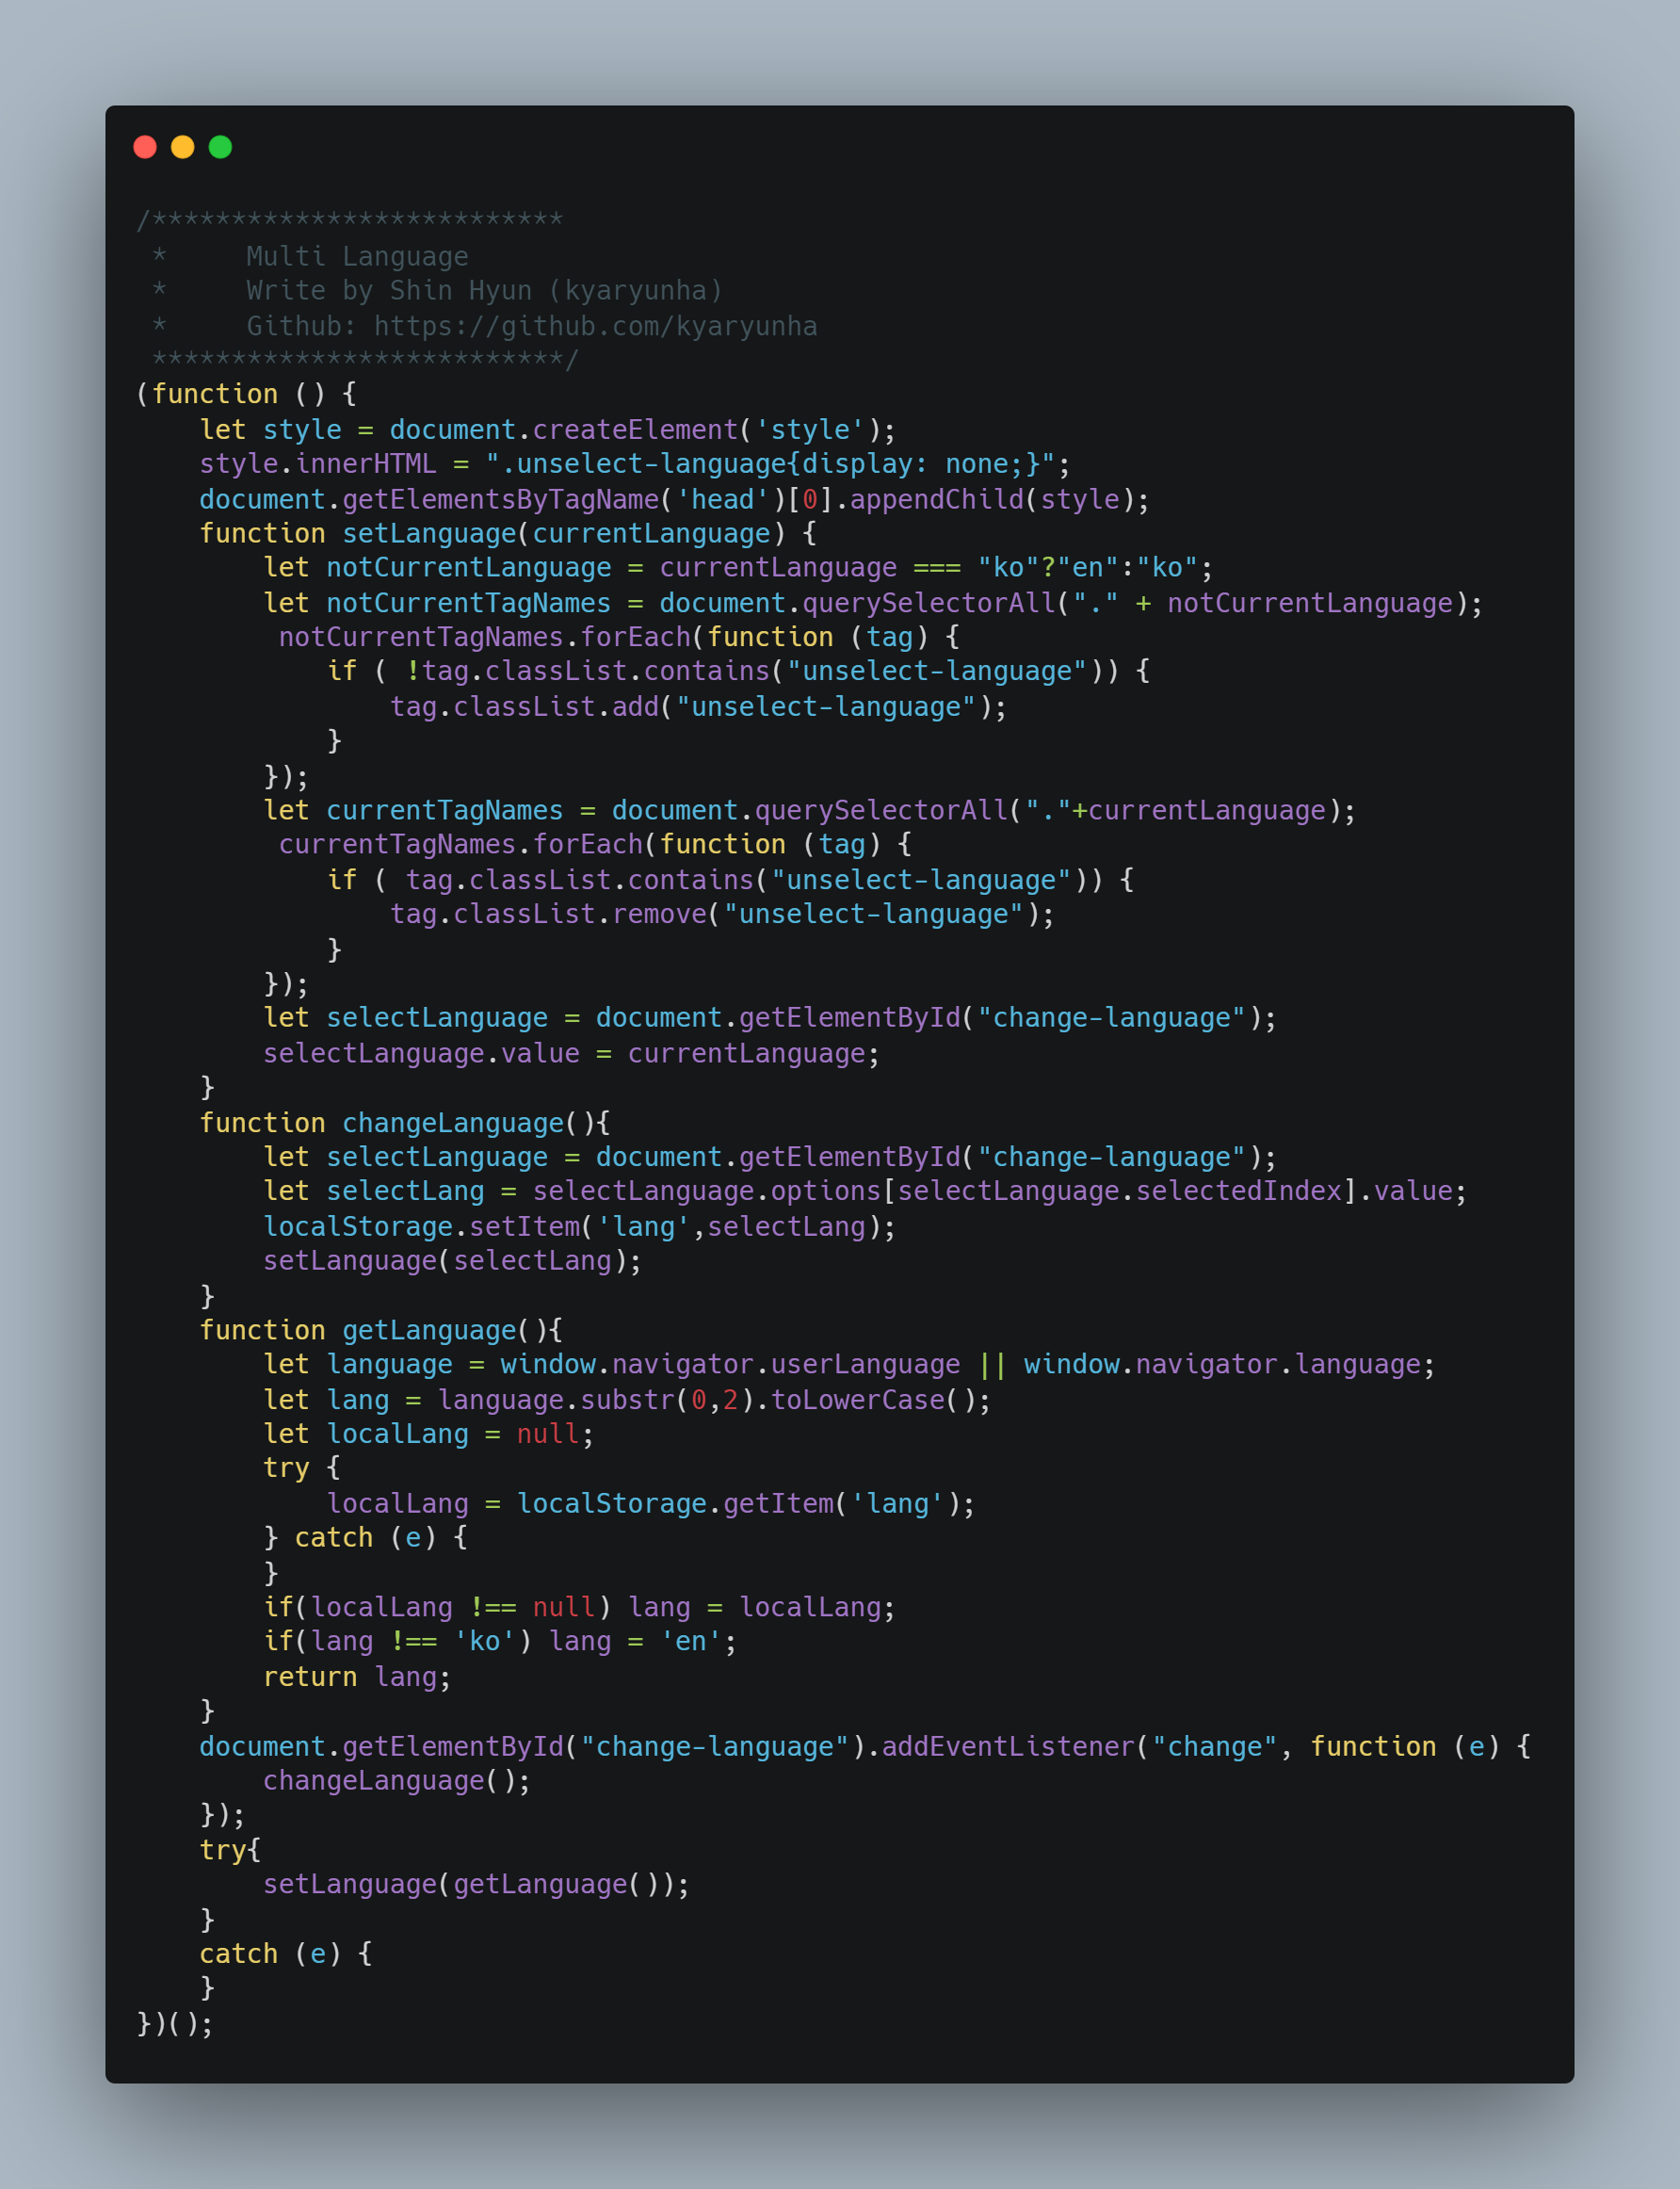 /**************************
 *     Multi Language
 *     Write by Shin Hyun (kyaryunha)
 *     Github: https://github.com/kyaryunha
 **************************/
(function () {
    let style = document.createElement('style');
    style.innerHTML = ".unselect-language{display: none;}";
    document.getElementsByTagName('head')[0].appendChild(style);
    function setLanguage(currentLanguage) {
        let notCurrentLanguage = currentLanguage === "ko"?"en":"ko";
        let notCurrentTagNames = document.querySelectorAll("." + notCurrentLanguage);
         notCurrentTagNames.forEach(function (tag) {
            if ( !tag.classList.contains("unselect-language")) {
                tag.classList.add("unselect-language");
            }
        });
        let currentTagNames = document.querySelectorAll("."+currentLanguage);
         currentTagNames.forEach(function (tag) {
            if ( tag.classList.contains("unselect-language")) {
                tag.classList.remove("unselect-language");
            }
        });
        let selectLanguage = document.getElementById("change-language");
        selectLanguage.value = currentLanguage;
    }
    function changeLanguage(){
        let selectLanguage = document.getElementById("change-language");
        let selectLang = selectLanguage.options[selectLanguage.selectedIndex].value;
        localStorage.setItem('lang',selectLang);
        setLanguage(selectLang);
    }
    function getLanguage(){
        let language = window.navigator.userLanguage || window.navigator.language;
        let lang = language.substr(0,2).toLowerCase();
        let localLang = null;
        try {
            localLang = localStorage.getItem('lang');
        } catch (e) {
        }
        if(localLang !== null) lang = localLang;
        if(lang !== 'ko') lang = 'en';
        return lang;
    }
    document.getElementById("change-language").addEventListener("change", function (e) {
        changeLanguage();
    });
    try{
        setLanguage(getLanguage());
    }
    catch (e) {
    }
})();